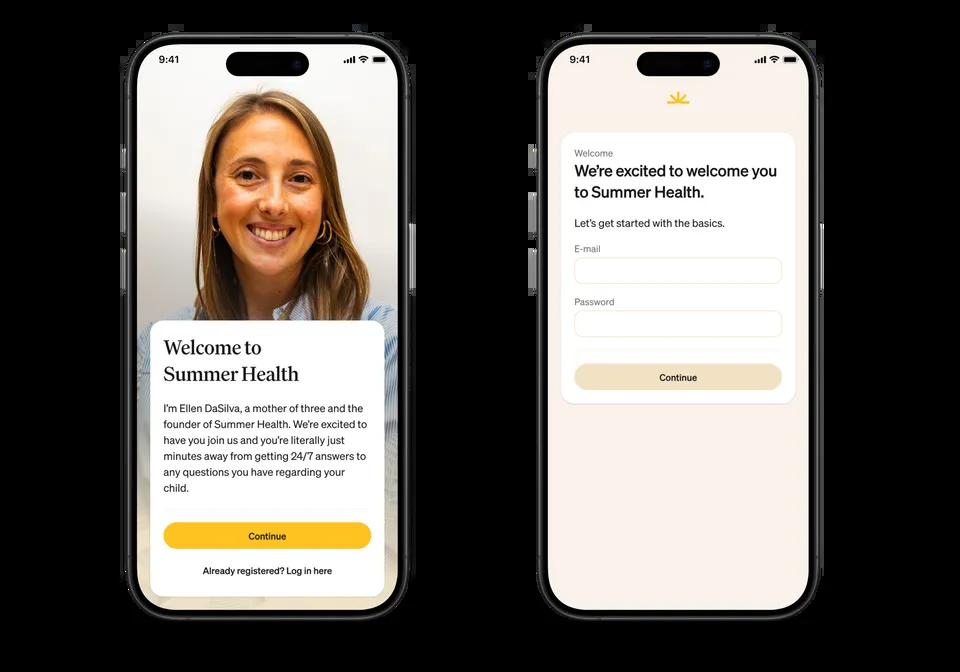 9:41
Welcome to
Summer Health
I'm Ellen DaSilva, a mother of three and the
founder of Summer Health. We're excited to
have you join us and you're literally just
minutes away from getting 24/7 answers to
any questions you have regarding your
child.
Continue
Already registered? Log in here
9:41
Welcome
We're excited to welcome you
to Summer Health.
Let's get started with the basics.
E-mail
Password
Continue